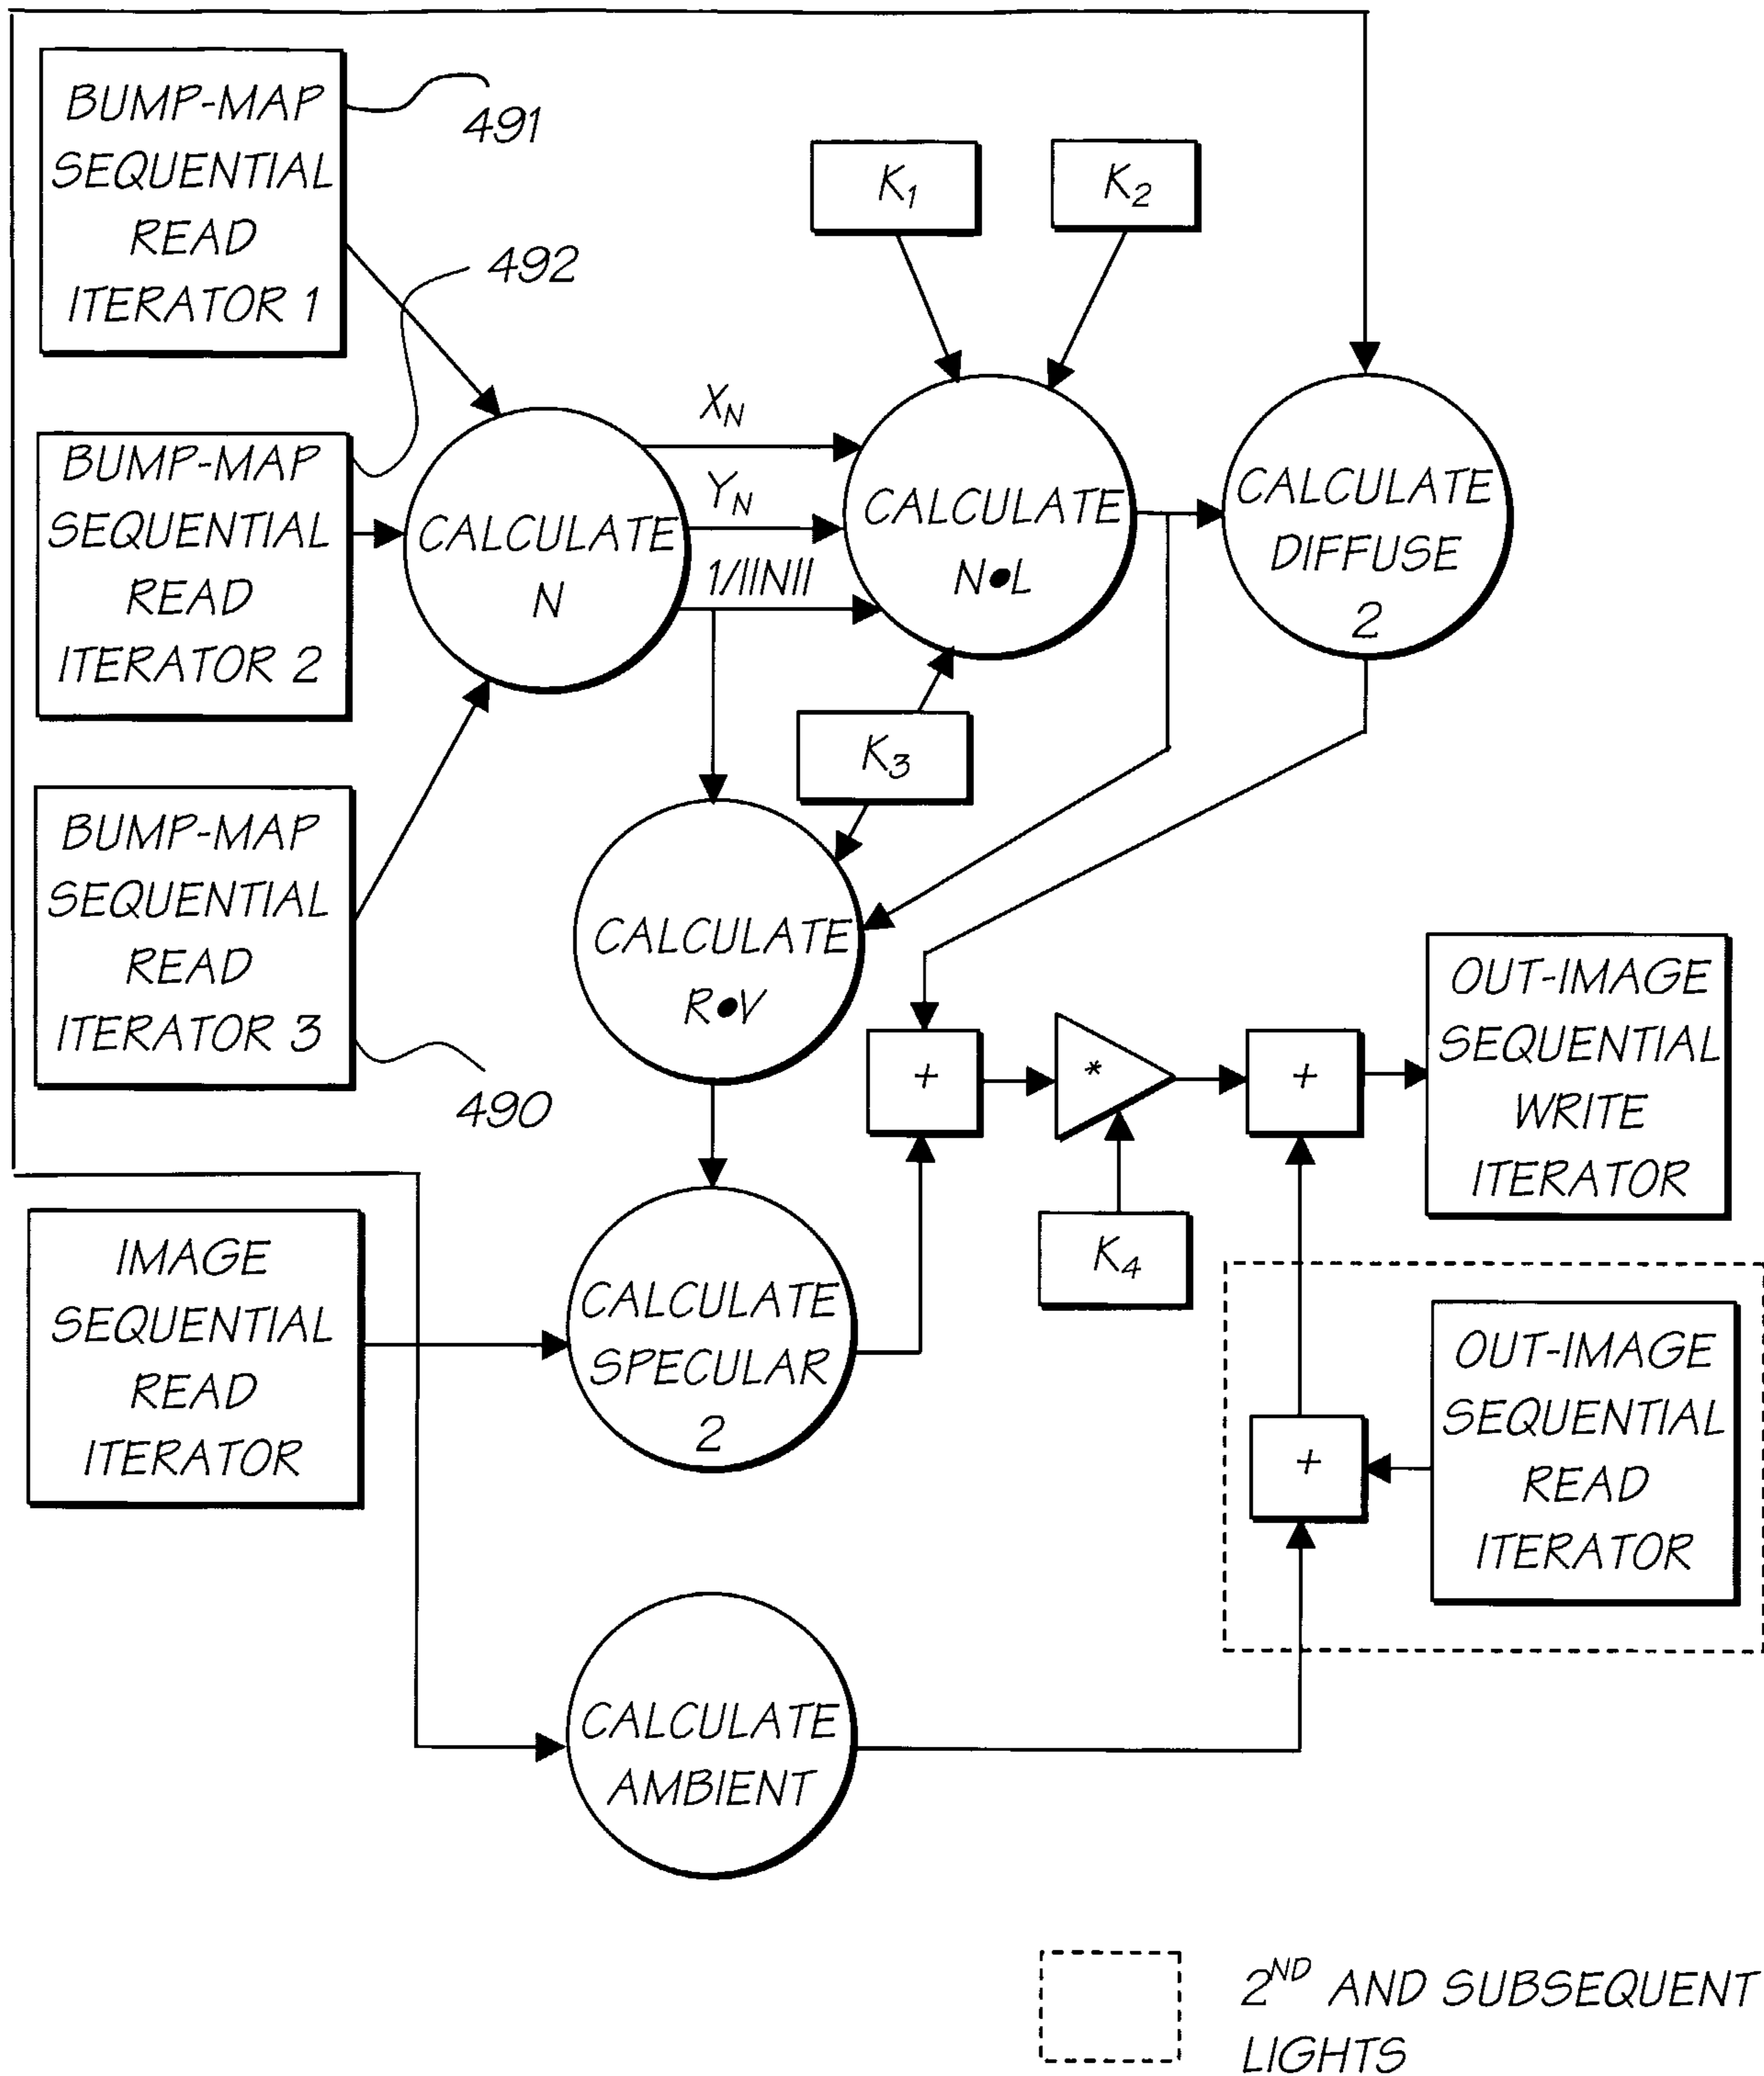 BUMP-MAP
SEQUENTIAL
READ
ITERATOR 1
491
K1
K2
492
BUMP-MAP
SEQUENTIAL
READ
ITERATOR 2
CALCULATE
N
XN
YN
1/||N||
CALCULATE
N●L
CALCULATE
DIFFUSE
2
K3
BUMP-MAP
SEQUENTIAL
READ
ITERATOR 3
490
CALCULATE
R●V
+
*
+
OUT-IMAGE
SEQUENTIAL
WRITE
ITERATOR
K4
IMAGE
SEQUENTIAL
READ
ITERATOR
CALCULATE
SPECULAR
2
+
OUT-IMAGE
SEQUENTIAL
READ
ITERATOR
CALCULATE
AMBIENT
2ND AND SUBSEQUENT
LIGHTS